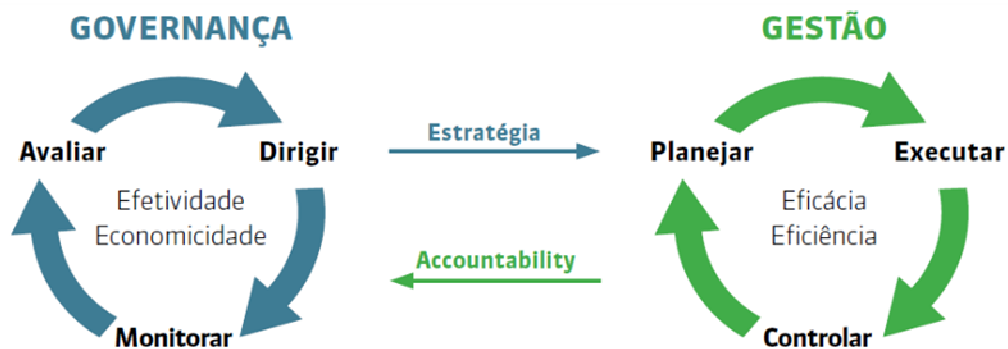 GOVERNANÇA
GESTÃO
Avaliar
Dirigir
Estratégia
Planejar
Executar
Efetividade
Economicidade
Eficácia
Eficiência
Accountability
Monitorar
Controlar